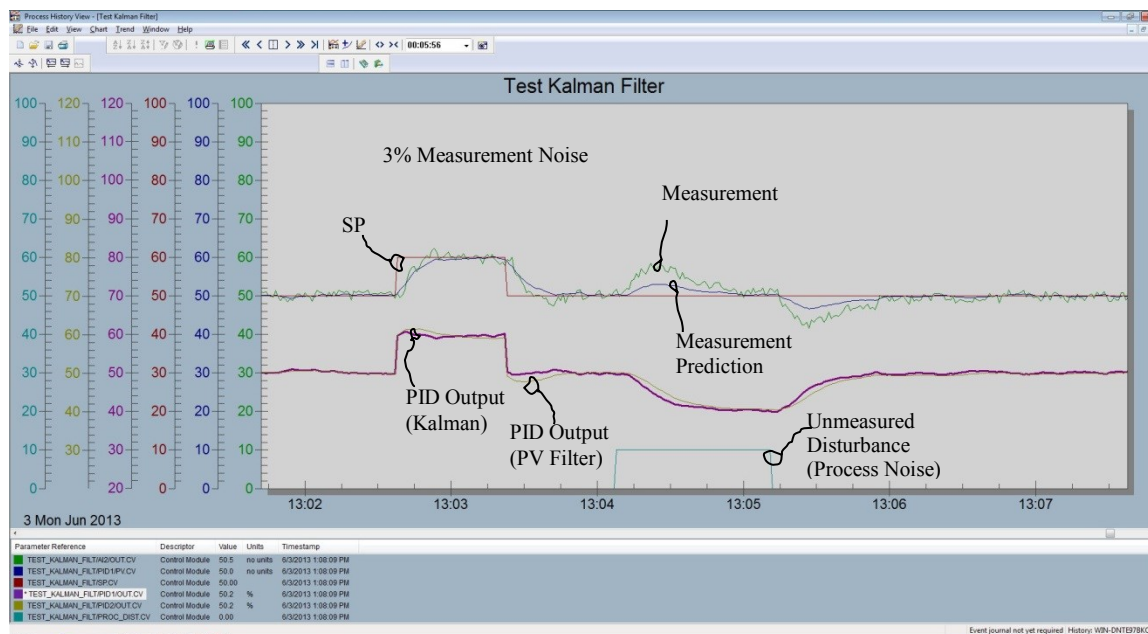 Process History View - [Test Kalman Filter]
File Edit View Chart Trend Window Help
00:05:56
Test Kalman Filter
100 120 120 100 100 100
90 110 110 90 90 90
80 100 100 80 80 80
70 90 90 70 70 70
60 80 80 60 60 60
50 70 70 50 50 50
40 60 60 40 40 40
30 50 50 30 30 30
20 40 40 20 20 20
10 30 30 10 10 10
0 20 0 0 0
3% Measurement Noise
SP
Measurement
Measurement
Prediction
PID Output
(Kalman)
PID Output
(PV Filter)
Unmeasured
Disturbance
(Process Noise)
13:02 13:03 13:04 13:05 13:06 13:07
3 Mon Jun 2013
Parameter Reference Descriptor Value Units Timestamp
TEST_KALMAN_FILT/AI2/OUT.CV Control Module 50.5 no units 6/3/2013 1:08:09 PM
TEST_KALMAN_FILT/PID1/PV.CV Control Module 50.0 no units 6/3/2013 1:08:09 PM
TEST_KALMAN_FILT/SP.CV Control Module 50.00 6/3/2013 1:08:09 PM
* TEST_KALMAN_FILT/PID1/OUT.CV Control Module 50.2 % 6/3/2013 1:08:09 PM
TEST_KALMAN_FILT/PID2/OUT.CV Control Module 50.2 % 6/3/2013 1:08:09 PM
TEST_KALMAN_FILT/PROC_DIST.CV Control Module 0.00 6/3/2013 1:08:09 PM
Event journal not yet required History: